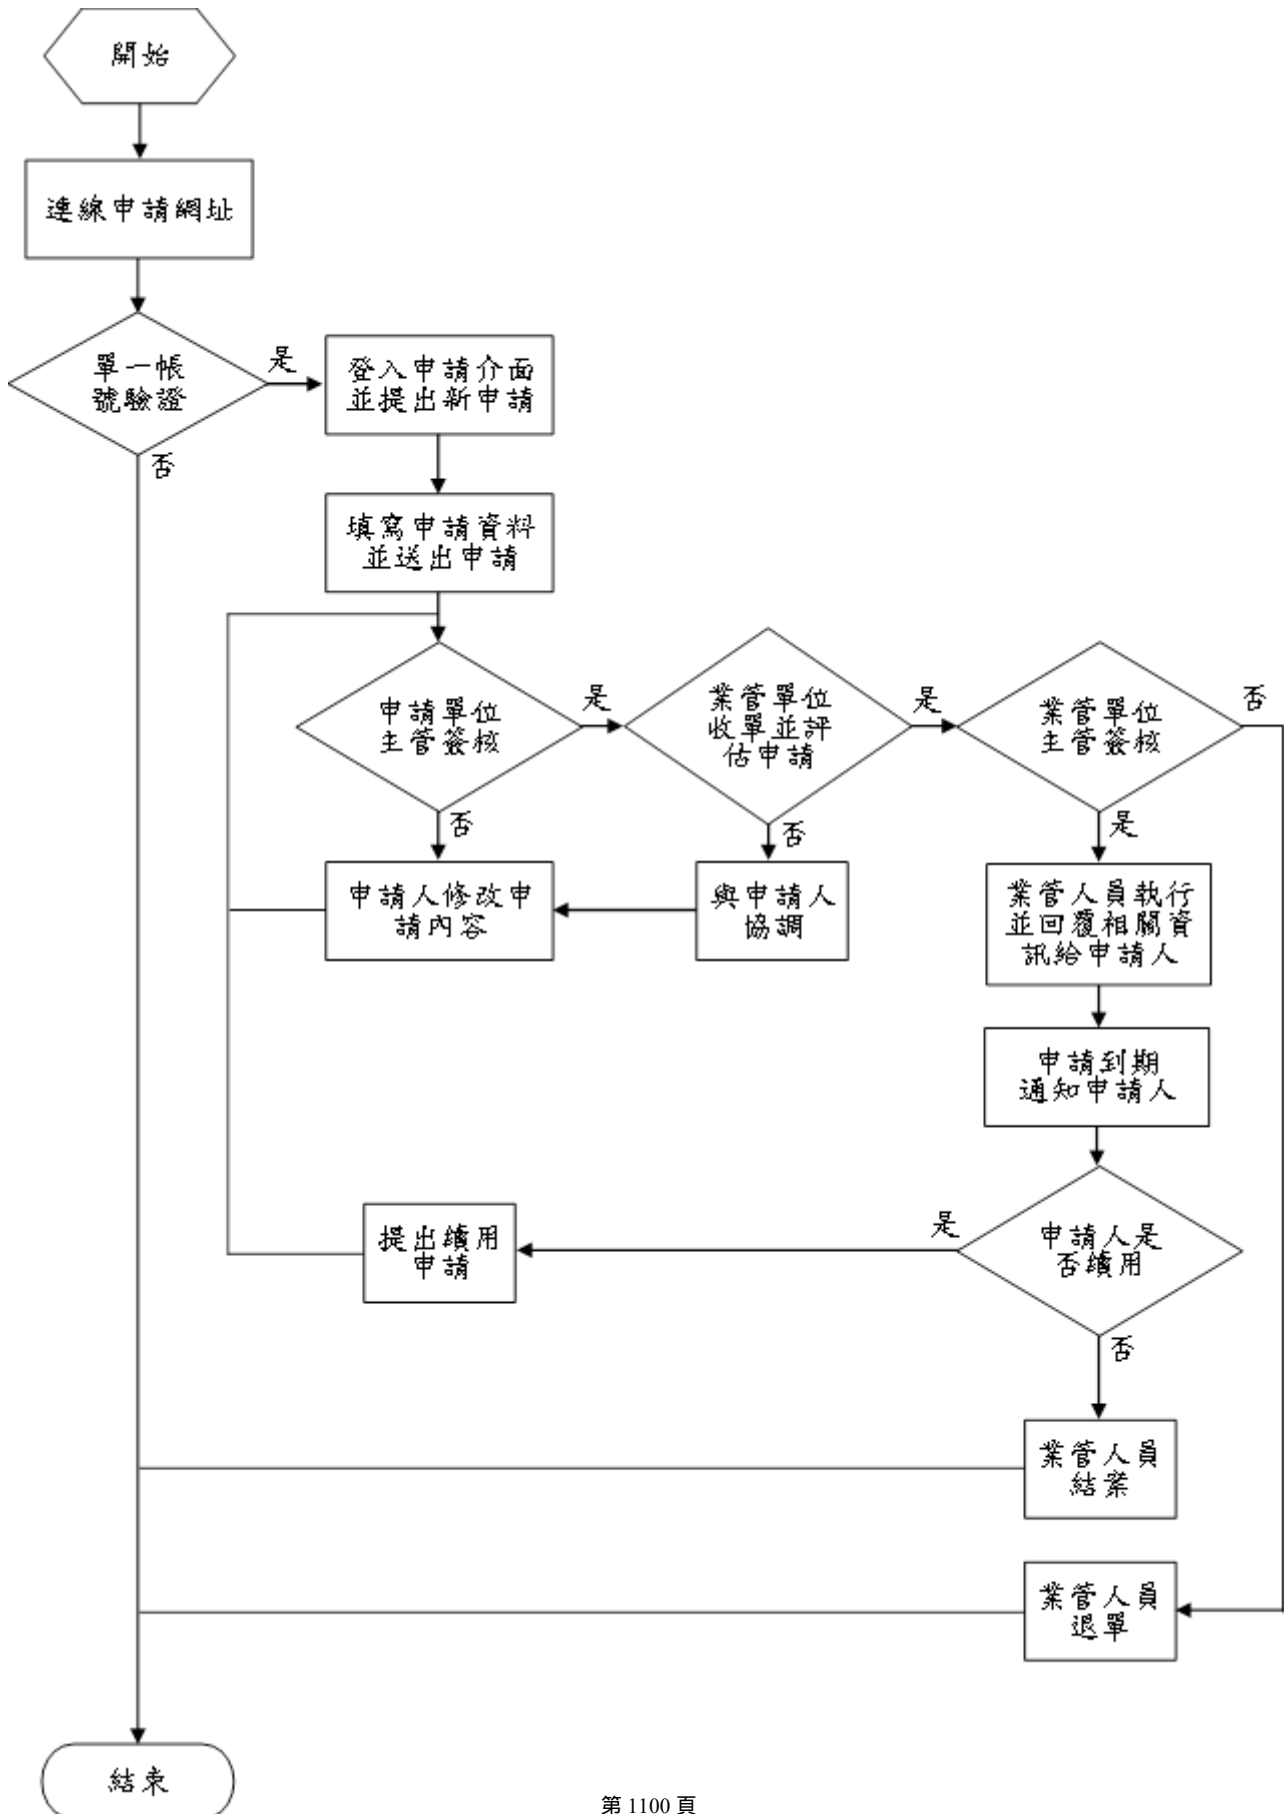 開始
連線申請網址
單一帳
號驗證
是
否
登入申請介面
並提出新申請
填寫申請資料
並送出申請
申請單位
主管簽核
是
否
業管單位
收單並評
估申請
是
否
業管單位
主管簽核
否
是
申請人修改申
請內容
與申請人
協調
業管人員執行
並回覆相關資
訊給申請人
申請到期
通知申請人
申請人是
否續用
是
否
提出續用
申請
業管人員
結案
業管人員
退單
結束
第 1100 頁